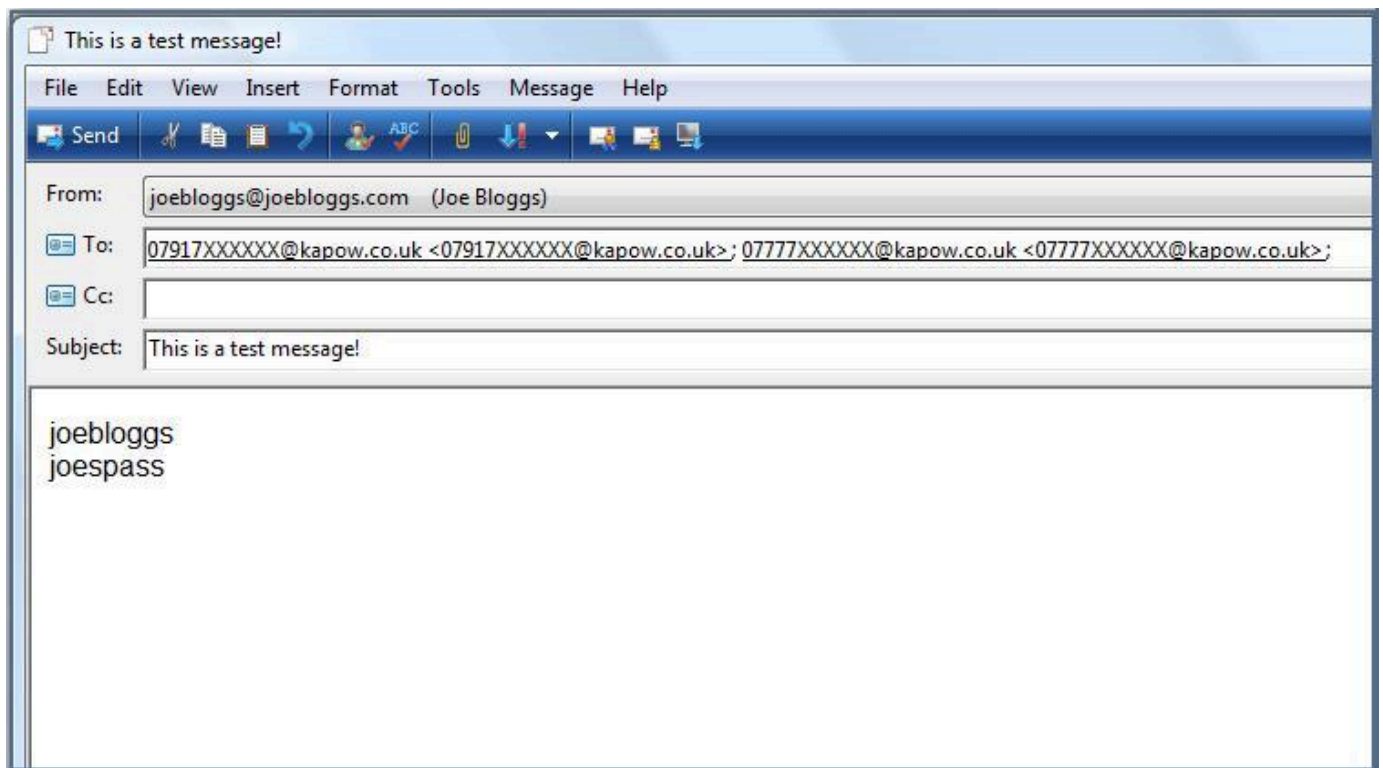 This is a test message!
File Edit View Insert Format Tools Message Help
Send
From: joebloggs@joebloggs.com (Joe Bloggs)
To: 07917XXXXXX@kapow.co.uk <07917XXXXXX@kapow.co.uk>; 07777XXXXXX@kapow.co.uk <07777XXXXXX@kapow.co.uk>;
Cc:
Subject: This is a test message!
joebloggs
joespass